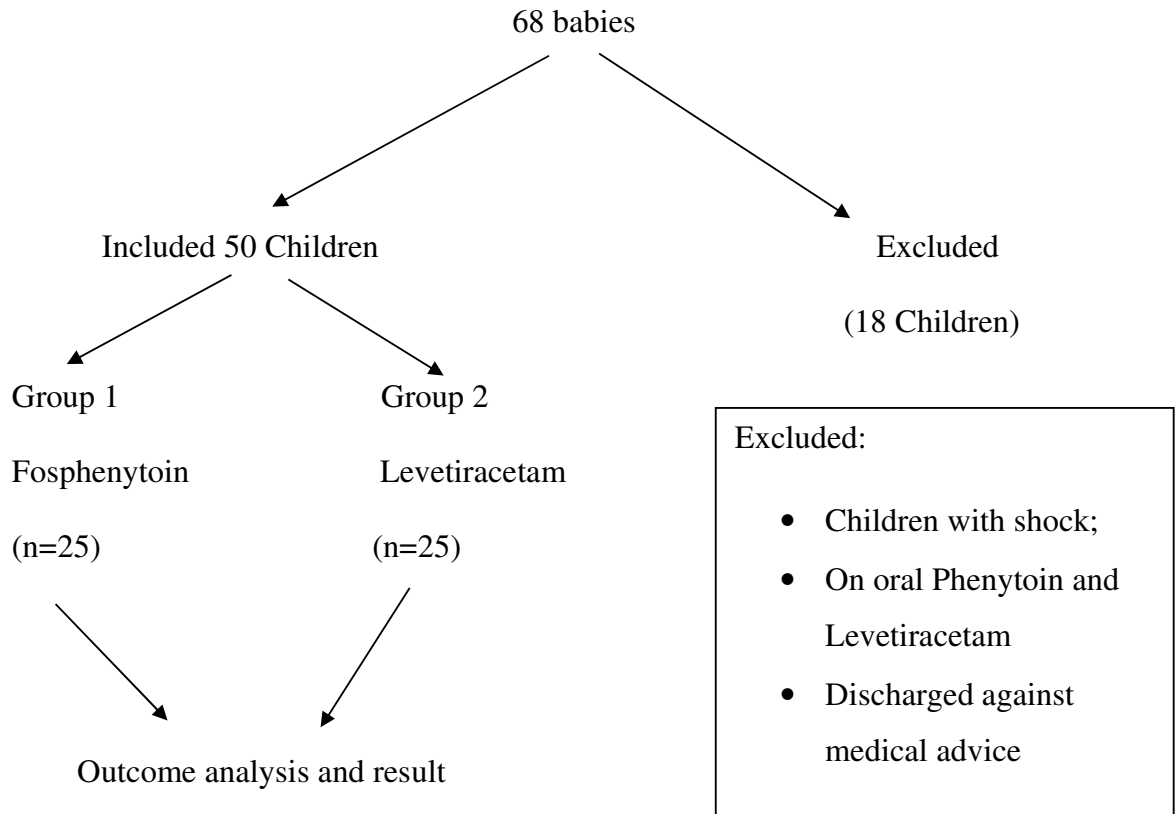 68 babies
Included 50 Children
Excluded
(18 Children)
Group 1
Fosphenytoin
(n=25)
Group 2
Levetiracetam
(n=25)
Excluded:
• Children with shock;
• On oral Phenytoin and
Levetiracetam
• Discharged against
medical advice
Outcome analysis and result